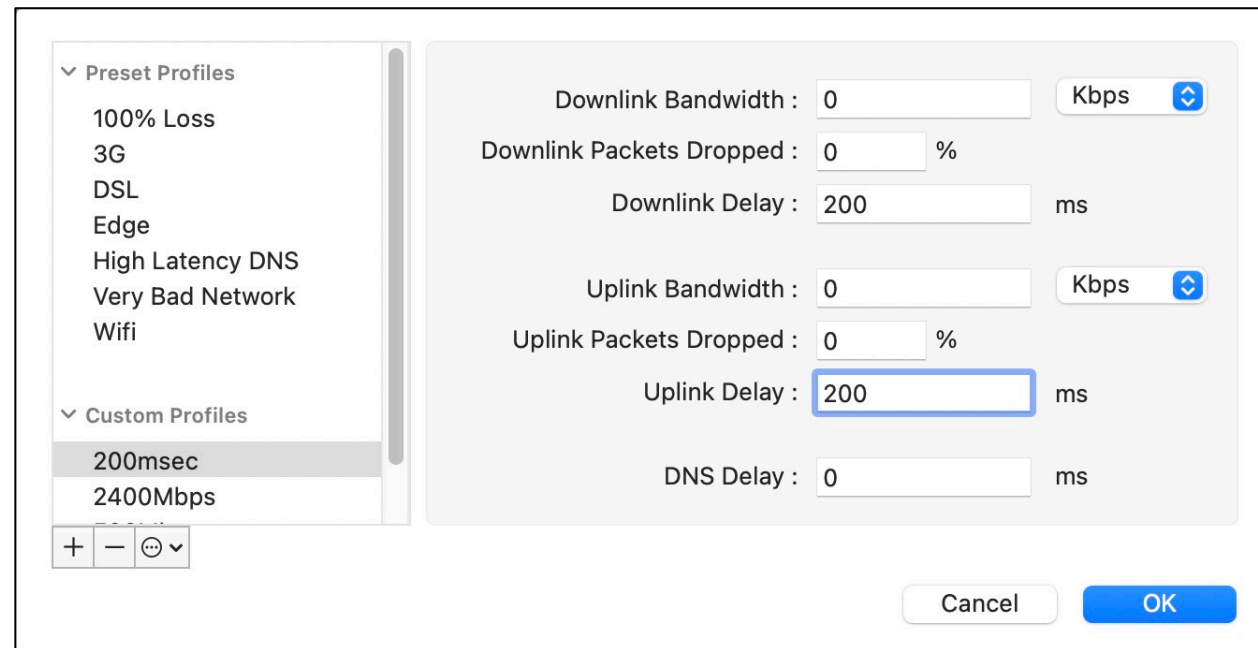 Preset Profiles
100% Loss
3G
DSL
Edge
High Latency DNS
Very Bad Network
Wifi
Custom Profiles
200msec
2400Mbps
Downlink Bandwidth : 0 Kbps
Downlink Packets Dropped : 0 %
Downlink Delay : 200 ms
Uplink Bandwidth : 0 Kbps
Uplink Packets Dropped : 0 %
Uplink Delay : 200 ms
DNS Delay : 0 ms
Cancel OK